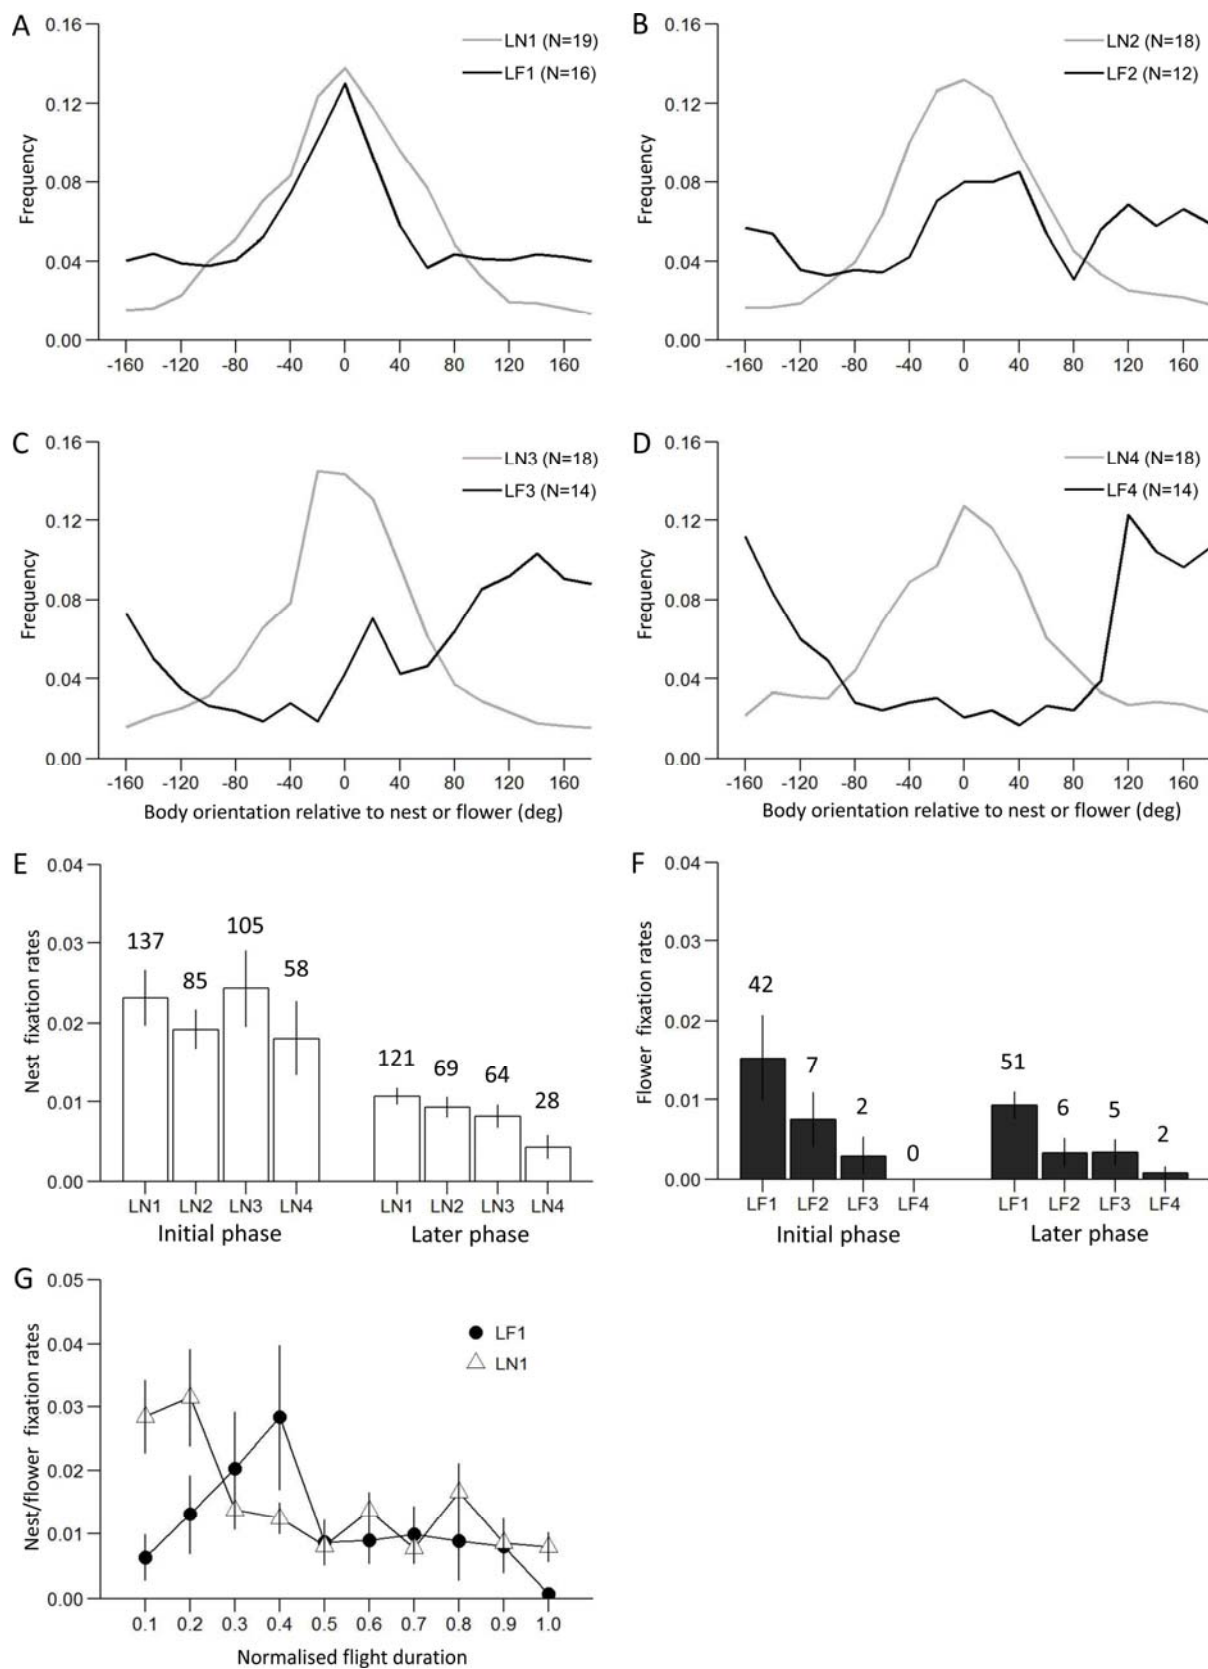 A
0.16
0.12
0.08
0.04
0.00
Frequency
LN1 (N=19)
LF1 (N=16)
-160 -120 -80 -40 0 40 80 120 160
B
0.16
0.12
0.08
0.04
0.00
Frequency
LN2 (N=18)
LF2 (N=12)
-160 -120 -80 -40 0 40 80 120 160
C
0.16
0.12
0.08
0.04
0.00
Frequency
LN3 (N=18)
LF3 (N=14)
-160 -120 -80 -40 0 40 80 120 160
Body orientation relative to nest or flower (deg)
D
0.16
0.12
0.08
0.04
0.00
Frequency
LN4 (N=18)
LF4 (N=14)
-160 -120 -80 -40 0 40 80 120 160
Body orientation relative to nest or flower (deg)
E
0.04
0.03
0.02
0.01
0.00
Nest fixation rates
137 85 105 58
121 69 64 28
LN1 LN2 LN3 LN4 LN1 LN2 LN3 LN4
Initial phase Later phase
F
0.04
0.03
0.02
0.01
0.00
Flower fixation rates
42 7 2 0
51 6 5 2
LF1 LF2 LF3 LF4 LF1 LF2 LF3 LF4
Initial phase Later phase
G
0.05
0.04
0.03
0.02
0.01
0.00
Nest/flower fixation rates
LF1
LN1
0.1 0.2 0.3 0.4 0.5 0.6 0.7 0.8 0.9 1.0
Normalised flight duration